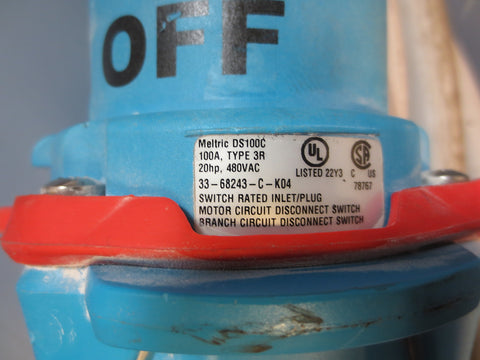 OFF
Meltric DS100C
100A, TYPE 3R
20hp, 480VAC
UL
LISTED 22Y3
SA
C US
78767
33-68243-C-K04
SWITCH RATED INLET/PLUG
MOTOR CIRCUIT DISCONNECT SWITCH
BRANCH CIRCUIT DISCONNECT SWITCH